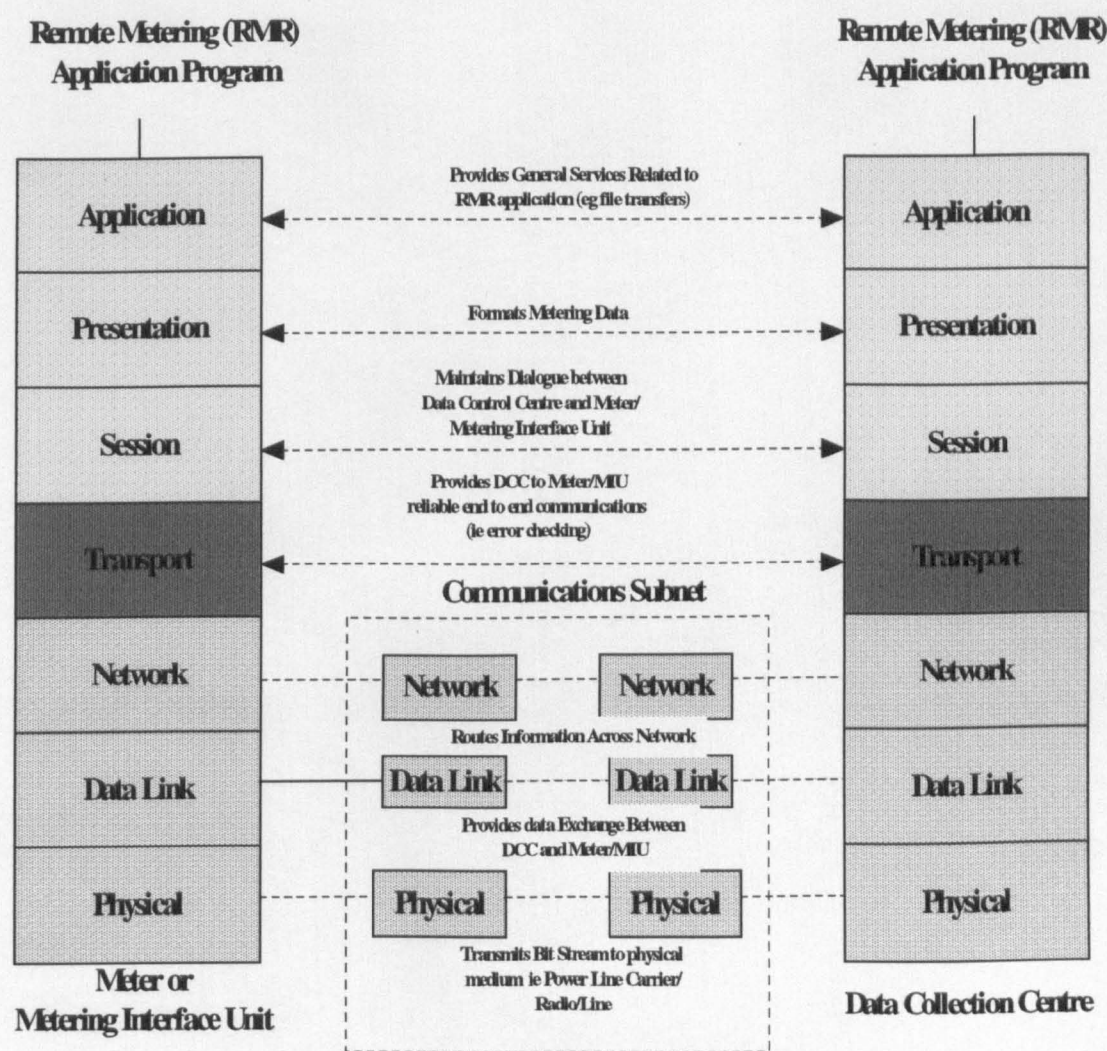 Remote Metering (RMR)
Application Program
Remote Metering (RMR)
Application Program
Application
Provides General Services Related to
RMR application (eg file transfers)
Application
Presentation
Formats Metering Data
Presentation
Session
Maintains Dialogue between
Data Control Centre and Meter/
Metering Interface Unit
Session
Provides DCC to Meter/MIU
reliable end to end communications
(ie error checking)
Transport
Transport
Communications Subnet
Network
Network
Network
Network
Routes Information Across Network
Data Link
Data Link
Data Link
Data Link
Provides data Exchange Between
DCC and Meter/MIU
Physical
Physical
Physical
Physical
Transmits Bit Stream to physical
medium ie Power Line Carrier/
Radio/Line
Meter or
Metering Interface Unit
Data Collection Centre